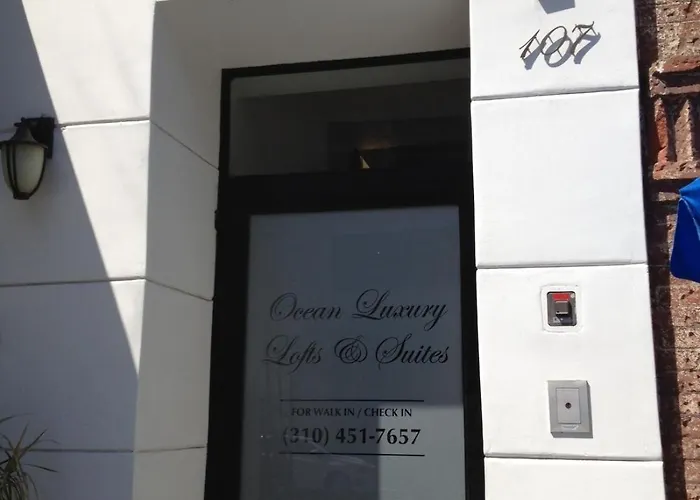 107
Ocean Luxury
Lofts & Suites
FOR WALK IN / CHECK IN
(310) 451-7657